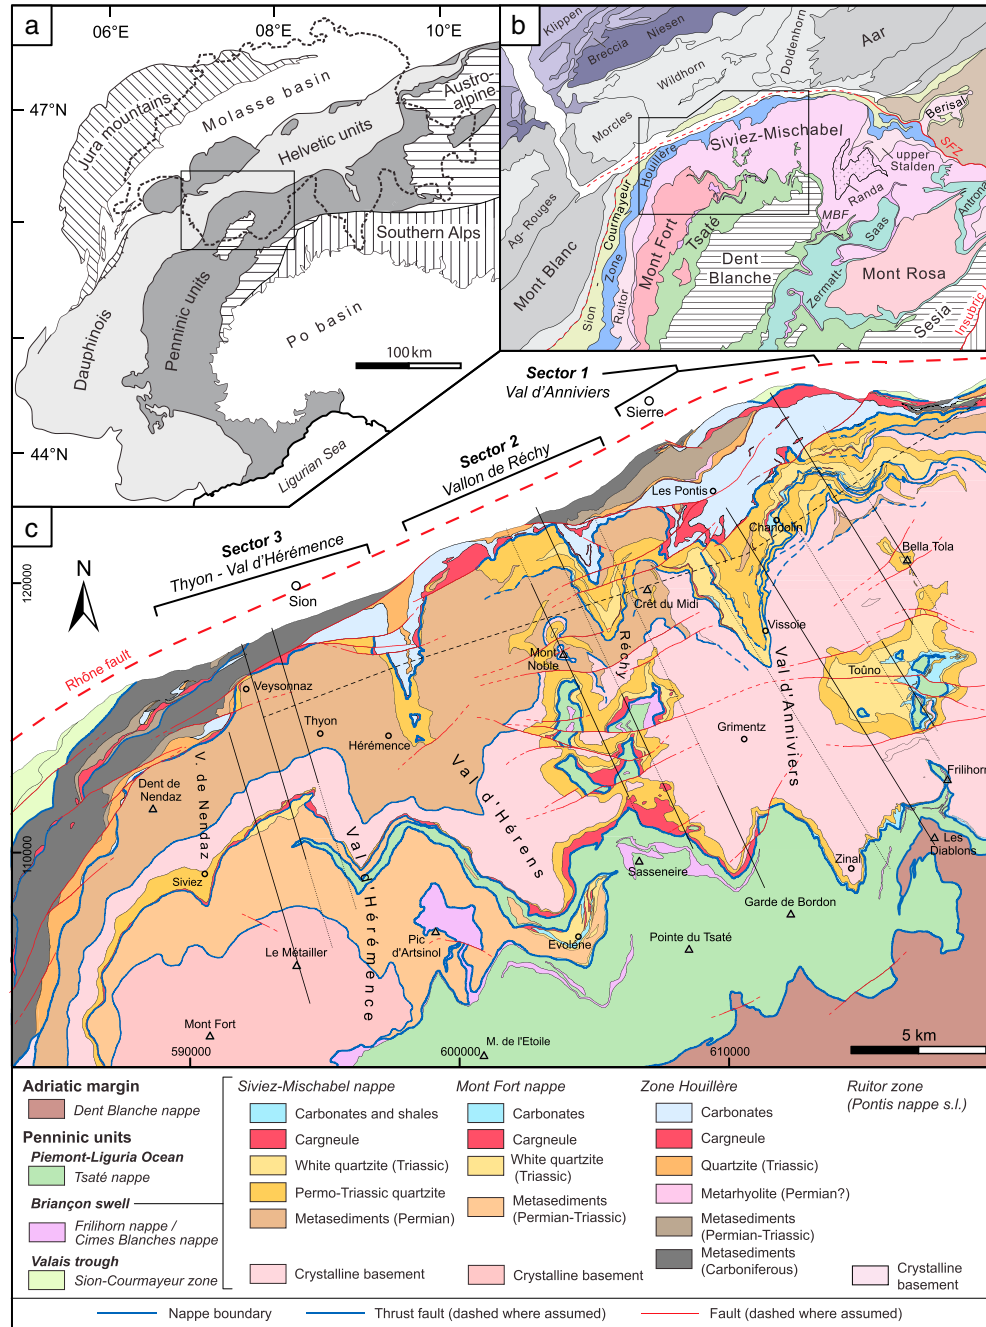 a
06°E
08°E
10°E
47°N
44°N
Jura mountains
Molasse basin
Austro-
alpine
Helvetic units
Southern Alps
Penninic units
Dauphinois
Po basin
100 km
Ligurian Sea
b
Klippen
Breccia
Niesen
Wildhorn
Doldenhorn
Aar
Morcles
Berisal
Siviez-Mischabel
SFZ
Houillère
upper
Stalden
Randa
Antrona
Ag- Rouges
Courmayeur
MBF
Saas
Mont Fort
Tsaté
Dent
Blanche
Mont Blanc
Zone
Zermatt-
Mont Rosa
Sion
Ruitor
Sesia
Insubric l.
c
Sector 1
Val d'Anniviers
Sierre
Sector 2
Vallon de Réchy
Les Pontis
Chandolin
Sector 3
Thyon - Val d'Hérémence
Bella Tola
120000
N
Sion
Crêt du Midi
Vissoie
Rhône fault
Mont
Noble
Réchy
Toûno
Veysonnaz
Val d'Anniviers
Thyon
Hérémence
Grimentz
V. de Nendaz
Val d'Hérens
Frilihorn
Dent de
Nendaz
110000
Val d'Hérémence
Les
Diablons
Siviez
Sasseneire
Zinal
Garde de Bordon
Le Métailler
Pic
d'Artsinol
Evolène
Pointe du Tsaté
Mont Fort
M. de l'Etoile
5 km
590000
600000
610000
Adriatic margin
Dent Blanche nappe
Penninic units
Piemont-Liguria Ocean
Tsaté nappe
Briançon swell
Frilihorn nappe /
Cimes Blanches nappe
Valais trough
Sion-Courmayeur zone
Siviez-Mischabel nappe
Carbonates and shales
Cargneule
White quartzite (Triassic)
Permo-Triassic quartzite
Metasediments (Permian)
Crystalline basement
Mont Fort nappe
Carbonates
Cargneule
White quartzite
(Triassic)
Metasediments
(Permian-Triassic)
Crystalline basement
Zone Houillère
Carbonates
Cargneule
Quartzite (Triassic)
Metarhyolite (Permian?)
Metasediments
(Permian-Triassic)
Metasediments
(Carboniferous)
Ruitor zone
(Pontis nappe s.l.)
Crystalline
basement
Nappe boundary
Thrust fault (dashed where assumed)
Fault (dashed where assumed)